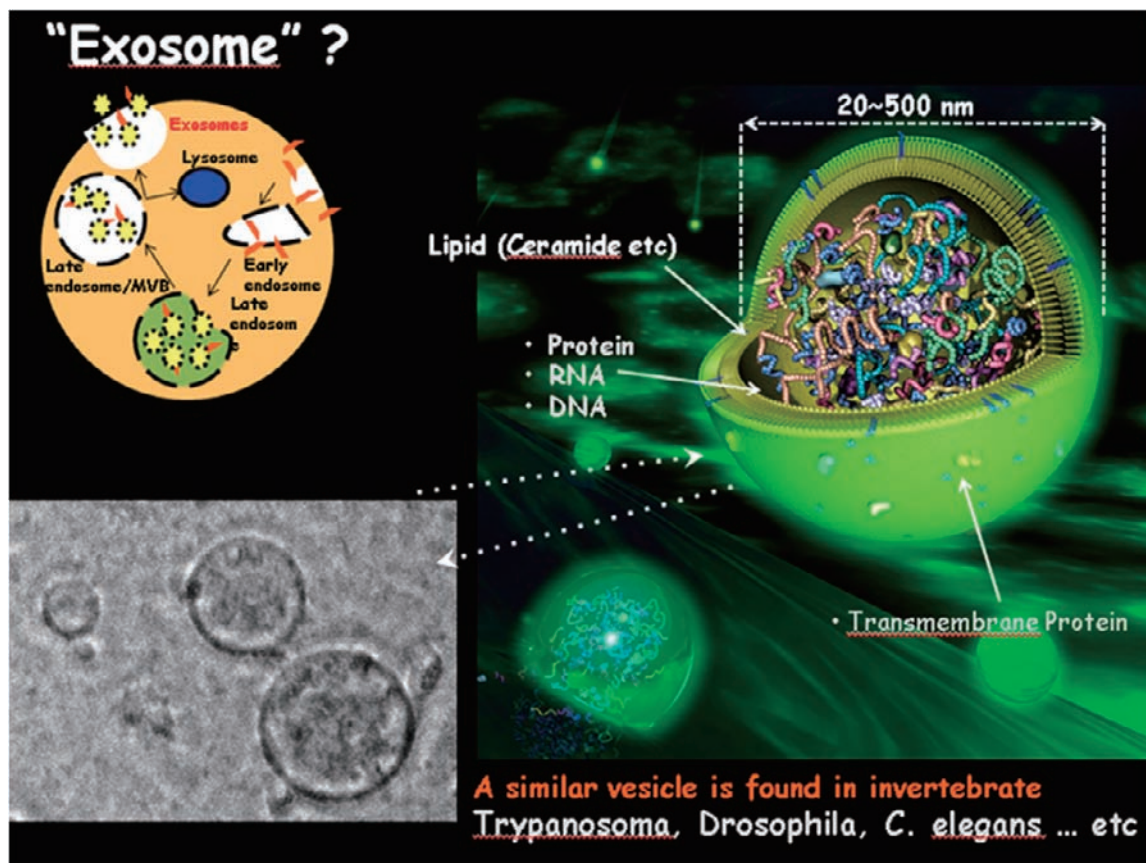 “Exosome” ?
Exosomes
Lysosome
Early
endosome
Late
endosome/MVB
Late
endosom
e
20~500 nm
Lipid (Ceramide etc)
· Protein
· RNA
· DNA
· Transmembrane Protein
A similar vesicle is found in invertebrate
Trypanosoma, Drosophila, C. elegans ... etc